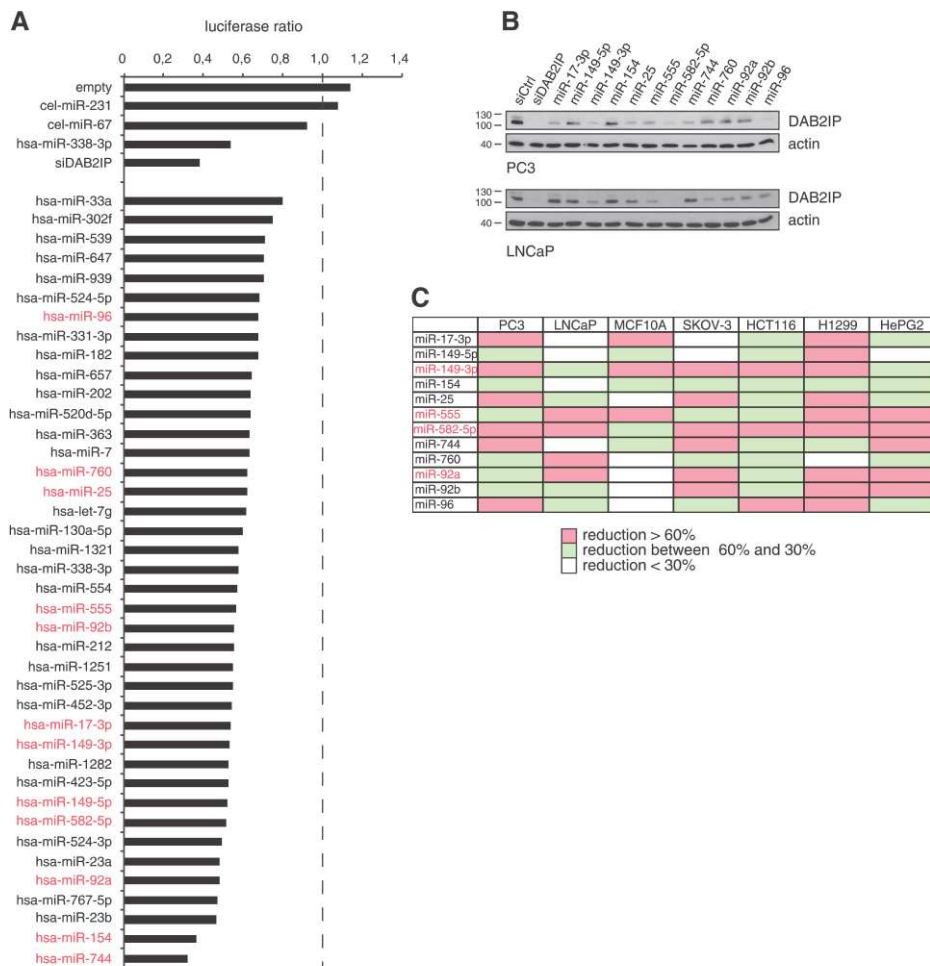 A
luciferase ratio
0 0,2 0,4 0,6 0,8 1,0 1,2 1,4
empty
cel-miR-231
cel-miR-67
hsa-miR-338-3p
siDAB2IP
hsa-miR-33a
hsa-miR-302f
hsa-miR-539
hsa-miR-647
hsa-miR-939
hsa-miR-524-5p
hsa-miR-96
hsa-miR-331-3p
hsa-miR-182
hsa-miR-657
hsa-miR-202
hsa-miR-520d-5p
hsa-miR-363
hsa-miR-7
hsa-miR-760
hsa-miR-25
hsa-let-7g
hsa-miR-130a-5p
hsa-miR-1321
hsa-miR-338-3p
hsa-miR-554
hsa-miR-555
hsa-miR-92b
hsa-miR-212
hsa-miR-1251
hsa-miR-525-3p
hsa-miR-452-3p
hsa-miR-17-3p
hsa-miR-149-3p
hsa-miR-1282
hsa-miR-423-5p
hsa-miR-149-5p
hsa-miR-582-5p
hsa-miR-524-3p
hsa-miR-23a
hsa-miR-92a
hsa-miR-767-5p
hsa-miR-23b
hsa-miR-154
hsa-miR-744
B
siCtrl
siDAB2IP
miR-17-3p
miR-149-5p
miR-149-3p
miR-154
miR-25
miR-555
miR-582-5p
miR-744
miR-760
miR-92a
miR-92b
miR-96
130
100 DAB2IP
40 actin
PC3
130
100 DAB2IP
40 actin
LNCaP
C
PC3 LNCaP MCF10A SKOV-3 HCT116 H1299 HePG2
miR-17-3p
miR-149-5p
miR-149-3p
miR-154
miR-25
miR-555
miR-582-5p
miR-744
miR-760
miR-92a
miR-92b
miR-96
reduction > 60%
reduction between 60% and 30%
reduction < 30%